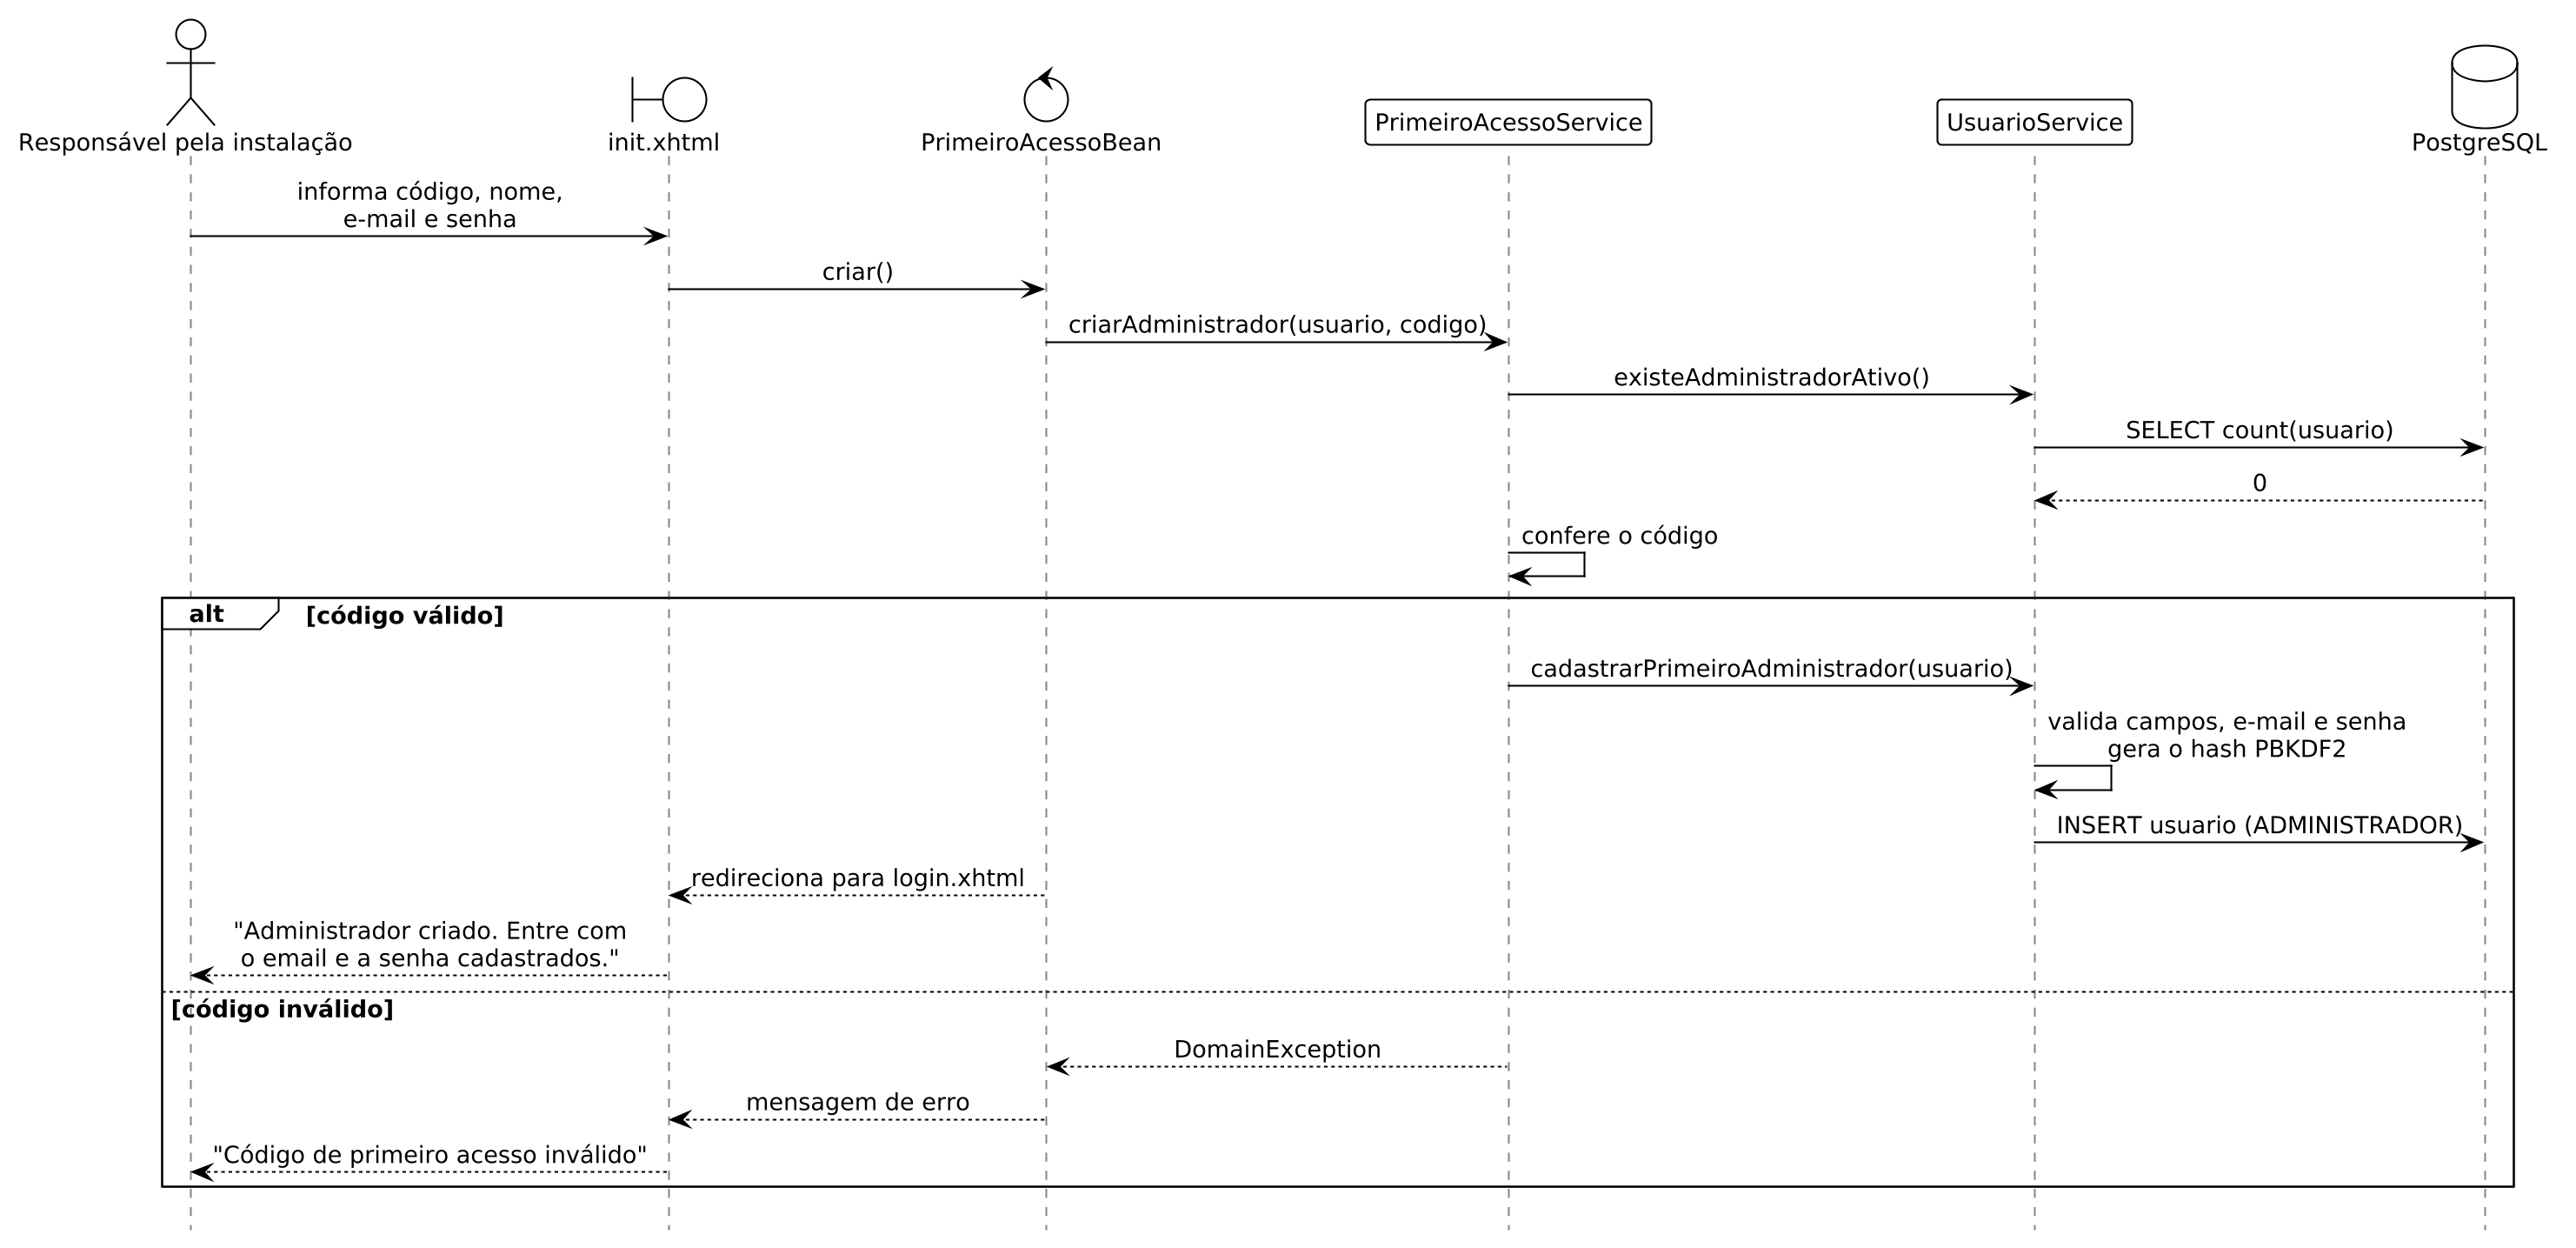 Responsável pela instalação
init.xhtml
PrimeiroAcessoBean
PrimeiroAcessoService
UsuarioService
PostgreSQL
informa código, nome,
e-mail e senha
criar()
criarAdministrador(usuario, codigo)
existeAdministradorAtivo()
SELECT count(usuario)
0
confere o código
alt
[código válido]
cadastrarPrimeiroAdministrador(usuario)
valida campos, e-mail e senha
gera o hash PBKDF2
INSERT usuario (ADMINISTRADOR)
redireciona para login.xhtml
"Administrador criado. Entre com
o email e a senha cadastrados."
[código inválido]
DomainException
mensagem de erro
"Código de primeiro acesso inválido"